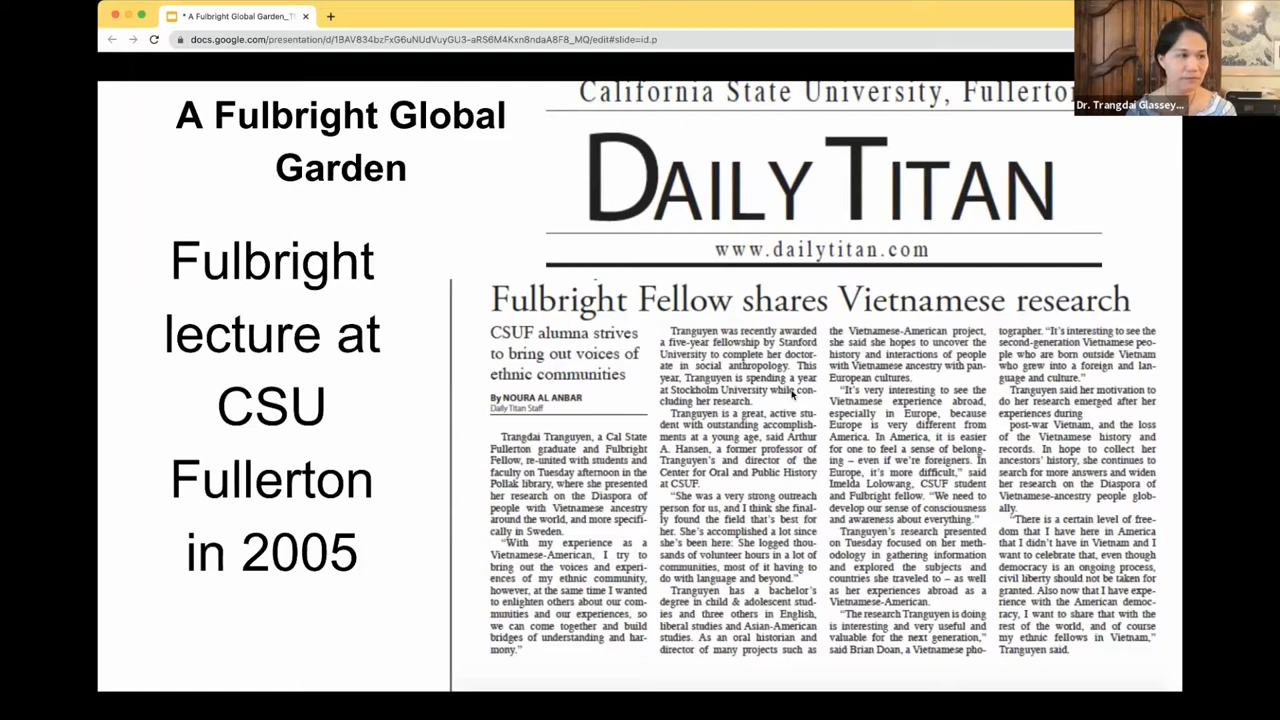 * A Fulbright Global Garden_T
docs.google.com/presentation/d/1BAV834bzFxG6uNUdVuyGU3-aRS6M4Kxn8ndaA8F8_MQ/edit#slide=id.p
Dr. Trangdai Glassey...
A Fulbright Global
Garden
Fulbright
lecture at
CSU
Fullerton
in 2005
California State University, Fullerton
DAILY TITAN
www.dailytitan.com
Fulbright Fellow shares Vietnamese research
CSUF alumna strives
to bring out voices of
ethnic communities
By NOURA AL ANBAR
Daily Titan Staff
Trangdai Tranguyen, a Cal State
Fullerton graduate and Fulbright
Fellow, re-united with students and
faculty on Tuesday afternoon in the
Pollak library, where she presented
her research on the Diaspora of
people with Vietnamese ancestry
around the world, and more specifi-
cally in Sweden.
"With my experience as a
Vietnamese-American, I try to
bring out the voices and experi-
ences of my ethnic community,
however, at the same time I wanted
to enlighten others about our com-
munities and our experiences, so
we can come together and build
bridges of understanding and har-
mony."
Tranguyen was recently awarded
a five-year fellowship by Stanford
University to complete her doctor-
ate in social anthropology. This
year, Tranguyen is spending a year
at Stockholm University while con-
cluding her research.
Tranguyen is a great, active stu-
dent with outstanding accomplish-
ments at a young age, said Arthur
A. Hansen, a former professor of
Tranguyen's and director of the
Center for Oral and Public History
at CSUF.
"She was a very strong outreach
person for us, and I think she final-
ly found the field that's best for
her. She's accomplished a lot since
she's been here: She logged thou-
sands of volunteer hours in a lot of
communities, most of it having to
do with language and beyond."
Tranguyen has a bachelor's
degree in child & adolescent stud-
ies and three others in English,
liberal studies and Asian-American
studies. As an oral historian and
director of many projects such as
the Vietnamese-American project,
she said she hopes to uncover the
history and interactions of people
with Vietnamese ancestry with pan-
European cultures.
"It's very interesting to see the
Vietnamese experience abroad,
especially in Europe, because
Europe is very different from
America. In America, it is easier
for one to feel a sense of belong-
ing – even if we're foreigners. In
Europe, it's more difficult," said
Imelda Lolowang, CSUF student
and Fulbright fellow. "We need to
develop our sense of consciousness
and awareness about everything."
Tranguyen's research presented
on Tuesday focused on her meth-
odology in gathering information
and explored the subjects and
countries she traveled to – as well
as her experiences abroad as a
Vietnamese-American.
"The research Tranguyen is doing
is interesting and very useful and
valuable for the next generation,"
said Brian Doan, a Vietnamese pho-
tographer. "It's interesting to see the
second-generation Vietnamese peo-
ple who are born outside Vietnam
who grew into a foreign and lan-
guage and culture."
Tranguyen said her motivation to
do her research emerged after her
experiences during
post-war Vietnam, and the loss
of the Vietnamese history and
records. In hope to collect her
ancestors' history, she continues to
search for more answers and widen
her research on the Diaspora of
Vietnamese-ancestry people glob-
ally.
"There is a certain level of free-
dom that I have here in America
that I didn't have in Vietnam and I
want to celebrate that, even though
democracy is an ongoing process,
civil liberty should not be taken for
granted. Also now that I have expe-
rience with the American democ-
racy, I want to share that with the
rest of the world, and of course
my ethnic fellows in Vietnam,"
Tranguyen said.